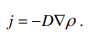 j = −D∇ρ .